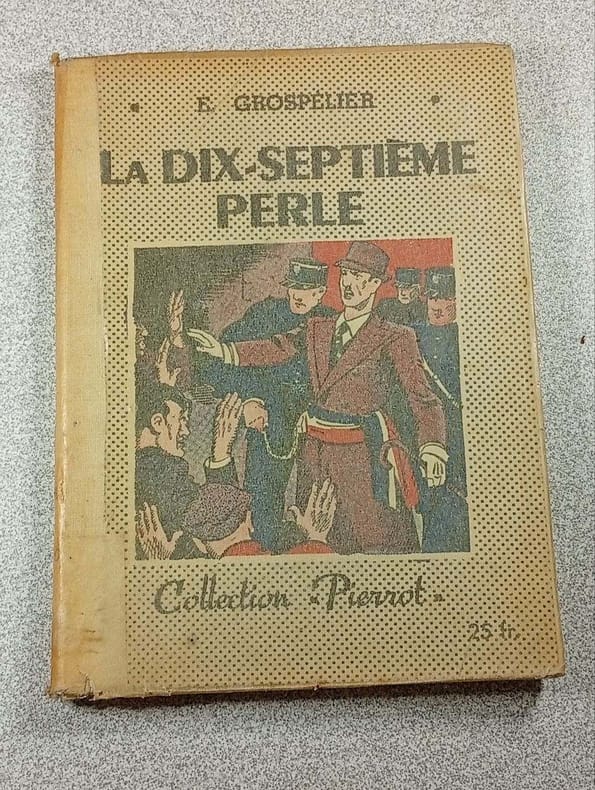 E. GROSPELIER
LA DIX-SEPTIÈME
PERLE
Collection "Pierrot"
25 fr.